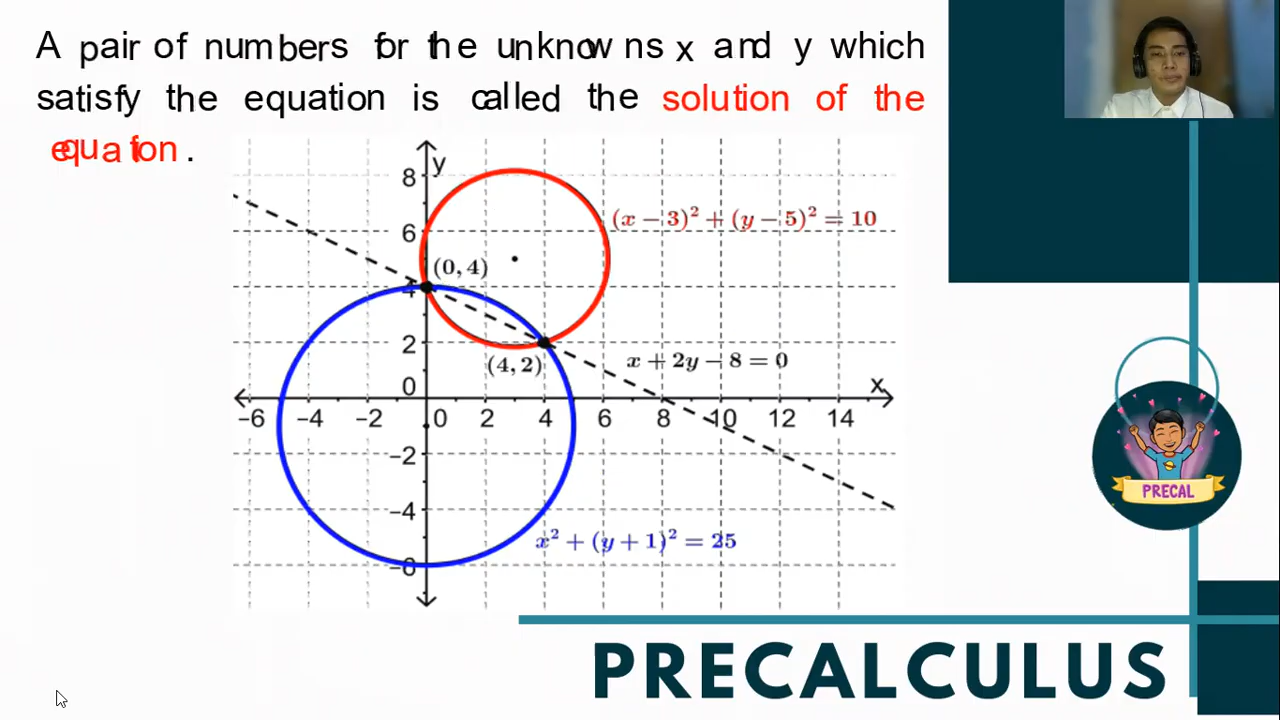 A pair of numbers for the unknowns x and y which
satisfy the equation is called the solution of the
equation.
y
8
(x − 3)² + (y − 5)² = 10
6
(0, 4)
4
2
(4, 2)
x + 2y − 8 = 0
0
x
−6 −4 −2 0 2 4 6 8 10 12 14
−2
PRECAL
−4
x² + (y + 1)² = 25
−6
PRECALCULUS